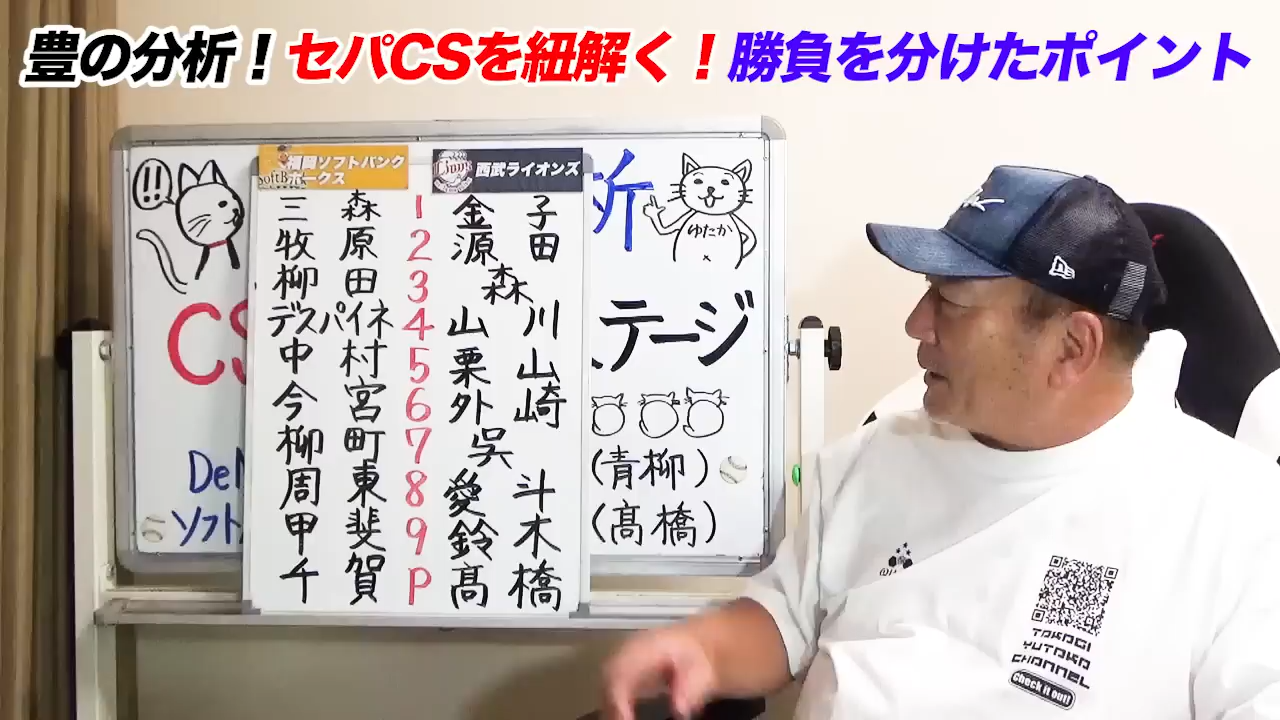 豊の分析！セパCSを紐解く！勝負を分けたポイント
!!
福岡ソフトバンク
ホークス
西武ライオンズ
三森 1 金子
牧原 2 源田
柳田 3 森
デスパイネ 4 山川
中村 5 栗山
今宮 6 外崎
柳町 7 呉
周東 8 愛斗
甲斐 9 鈴木
千賀 P 髙橋
析
ゆたか
CS
テージ
(青柳)
(髙橋)
DeN
ソフト
TAKAGI
YUTAKA
CHANNEL
Check it out!